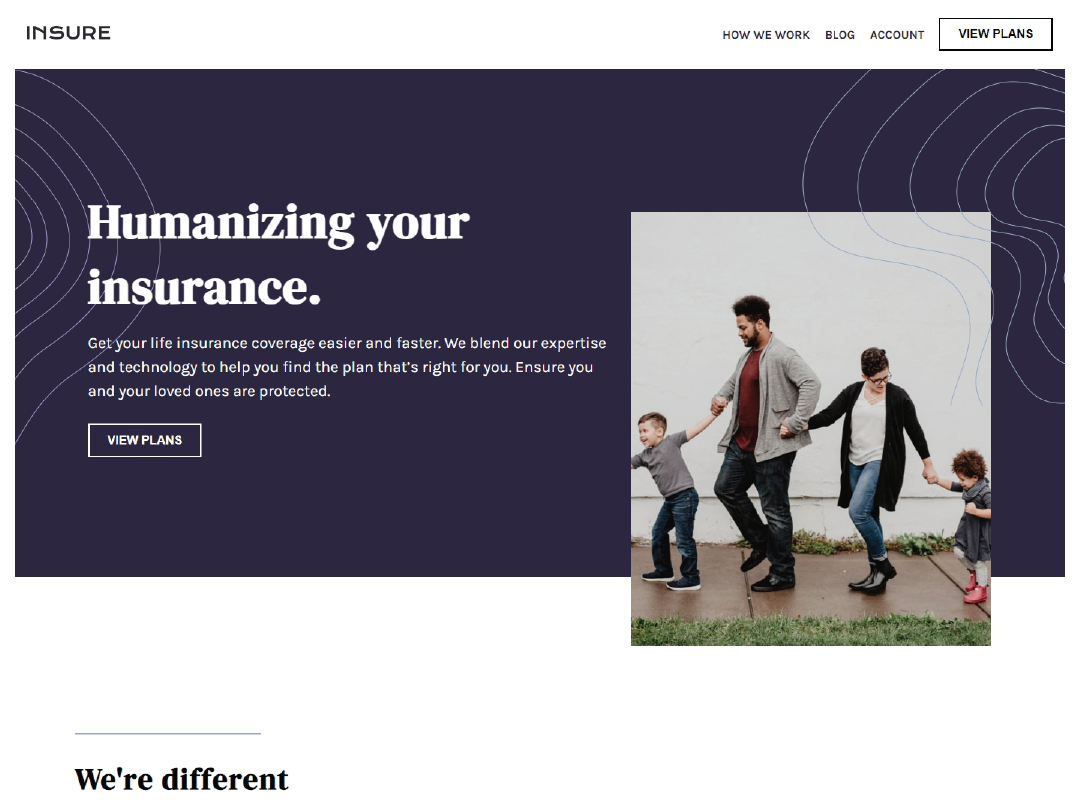 INSURE
HOW WE WORK BLOG ACCOUNT VIEW PLANS
Humanizing your
insurance.
Get your life insurance coverage easier and faster. We blend our expertise
and technology to help you find the plan that’s right for you. Ensure you
and your loved ones are protected.
VIEW PLANS
We're different